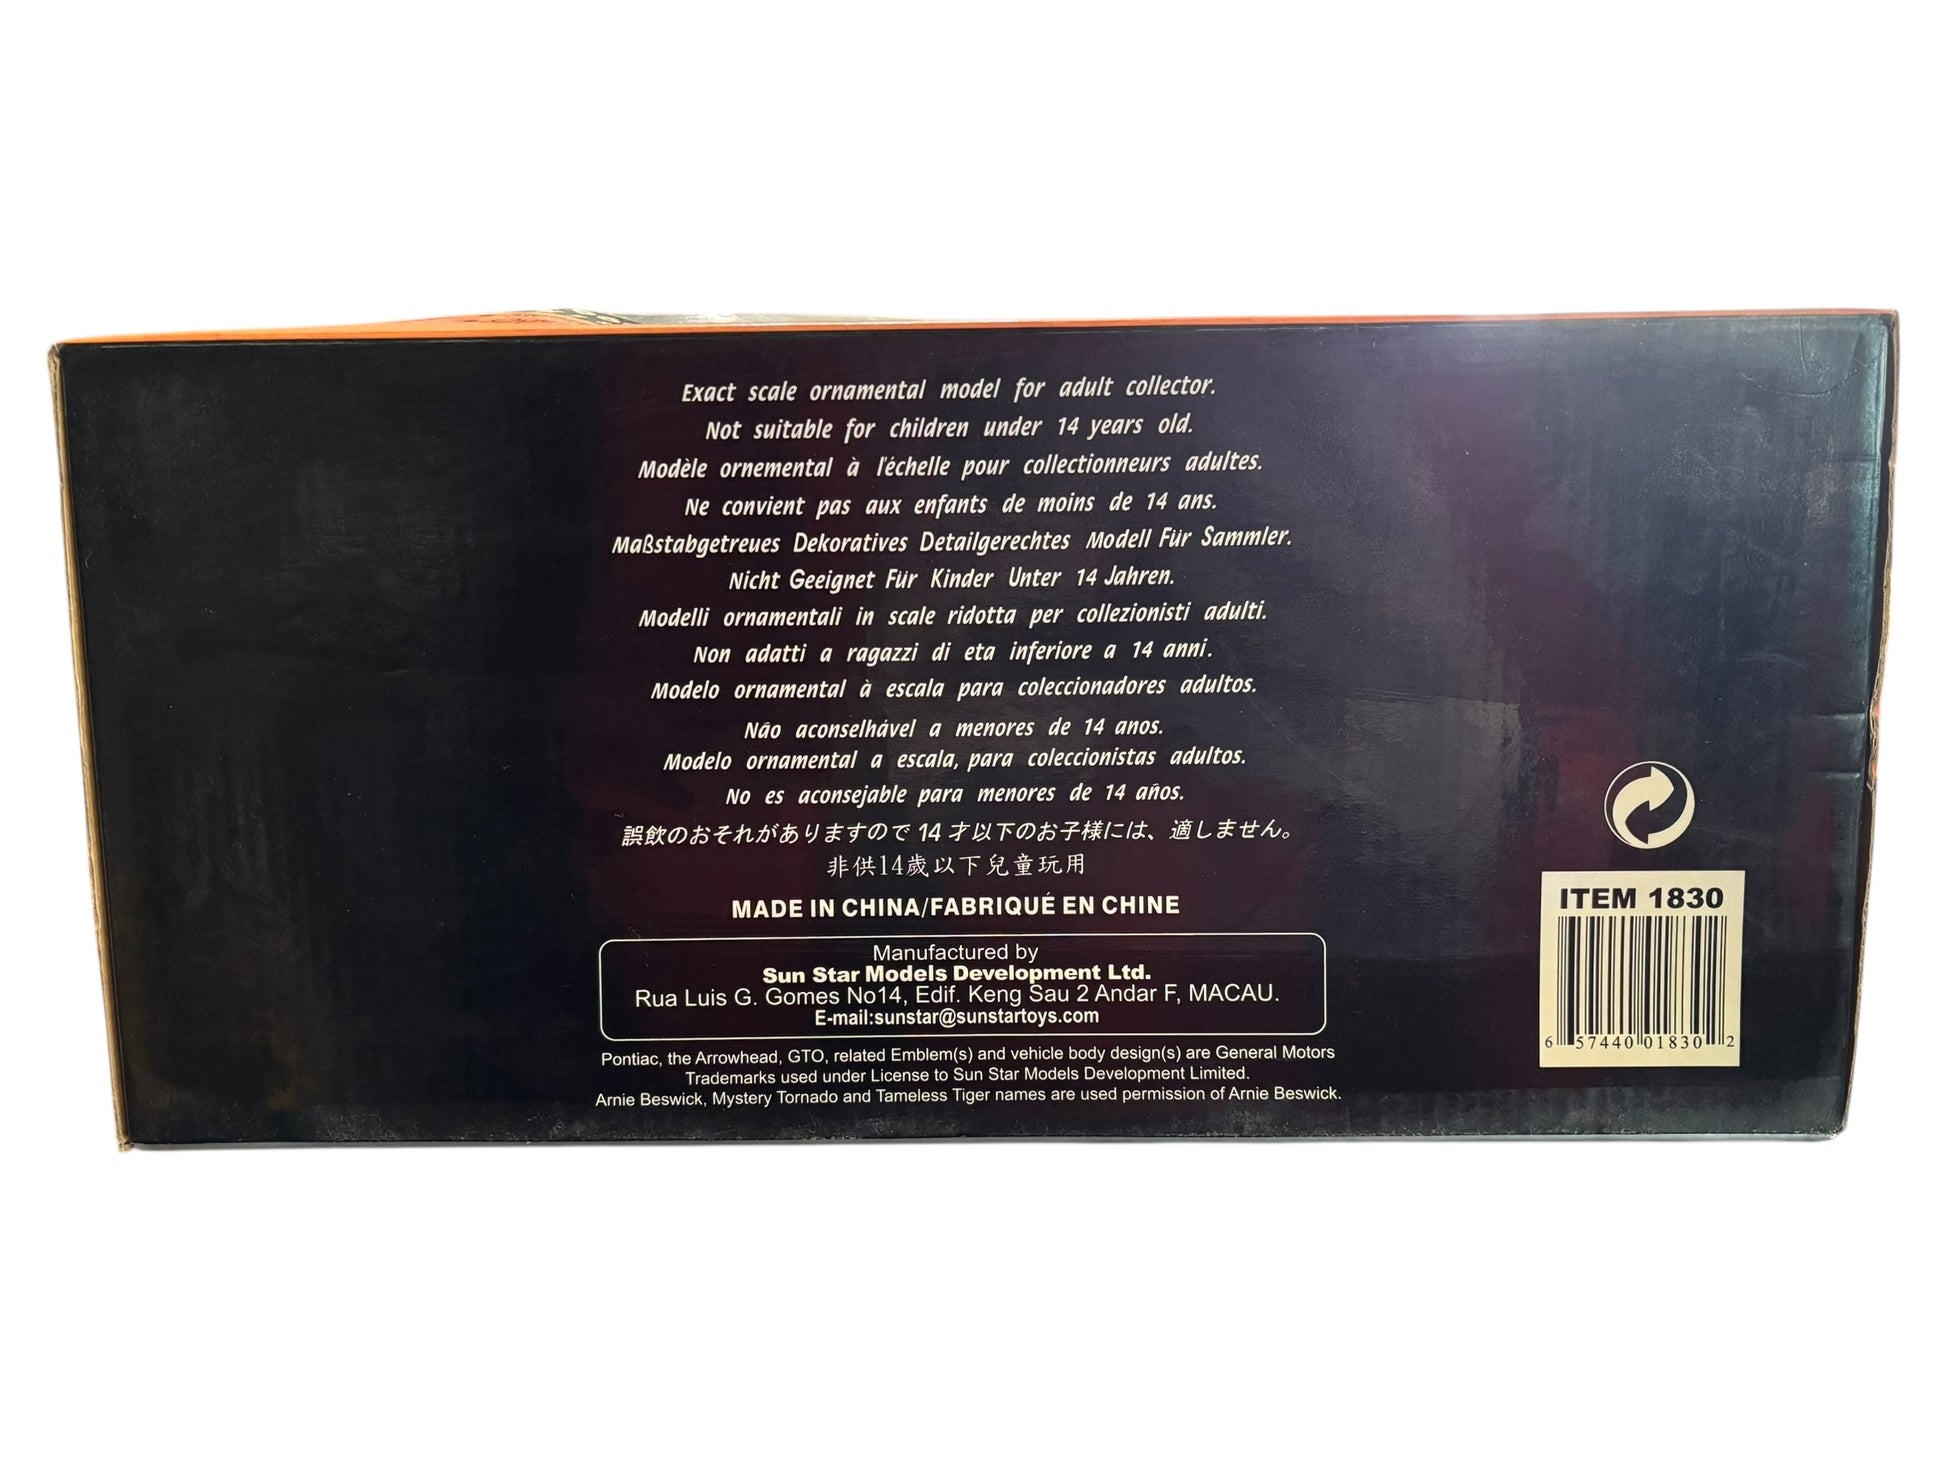 Exact scale ornamental model for adult collector.
Not suitable for children under 14 years old.
Modèle ornemental à l'échelle pour collectionneurs adultes.
Ne convient pas aux enfants de moins de 14 ans.
Maßstabgetreues Dekoratives Detailgerechtes Modell Für Sammler.
Nicht Geeignet Für Kinder Unter 14 Jahren.
Modelli ornamentali in scale ridotta per collezionisti adulti.
Non adatti a ragazzi di eta inferiore a 14 anni.
Modelo ornamental à escala para coleccionadores adultos.
Não aconselhável a menores de 14 anos.
Modelo ornamental a escala, para coleccionistas adultos.
No es aconsejable para menores de 14 años.
誤飲のおそれがありますので 14 才以下のお子様には、適しません。
非供14歲以下兒童玩用
MADE IN CHINA/FABRIQUÉ EN CHINE
Manufactured by
Sun Star Models Development Ltd.
Rua Luis G. Gomes No14, Edif. Keng Sau 2 Andar F, MACAU.
E-mail:sunstar@sunstartoys.com
Pontiac, the Arrowhead, GTO, related Emblem(s) and vehicle body design(s) are General Motors
Trademarks used under License to Sun Star Models Development Limited.
Arnie Beswick, Mystery Tornado and Tameless Tiger names are used permission of Arnie Beswick.
ITEM 1830
6 57440 01830 2